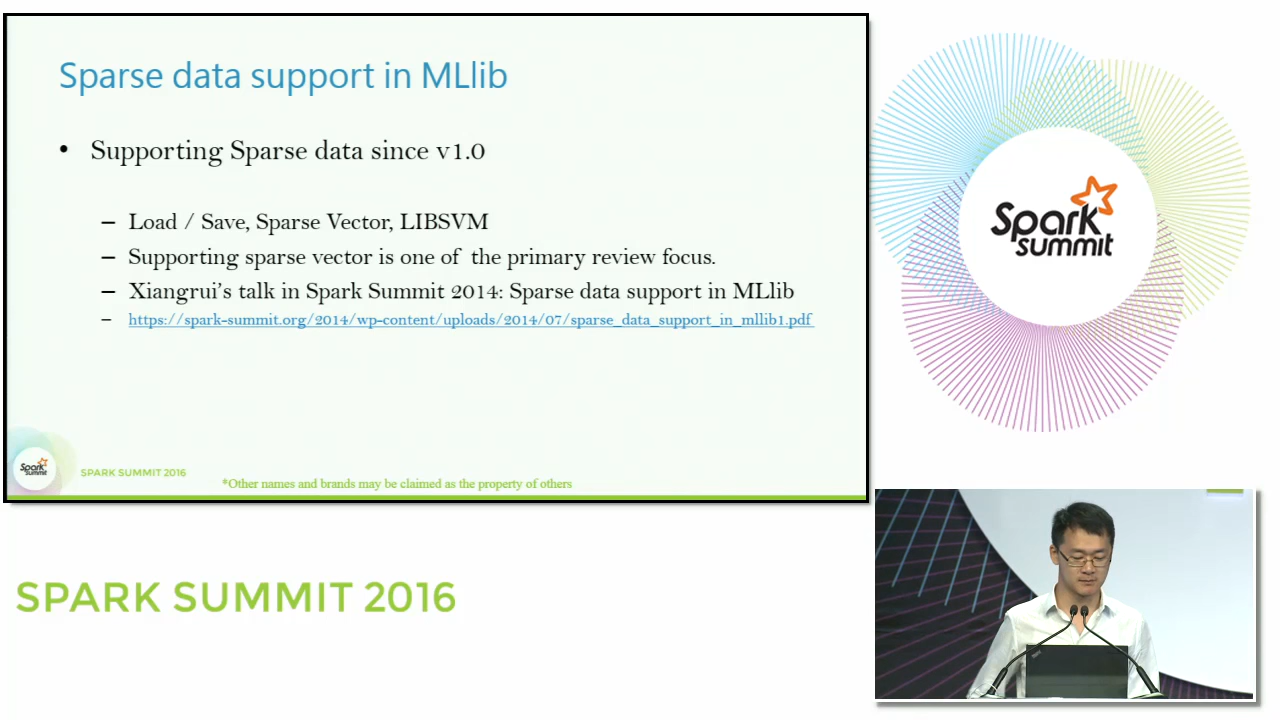 Sparse data support in MLlib
• Supporting Sparse data since v1.0
– Load / Save, Sparse Vector, LIBSVM
– Supporting sparse vector is one of the primary review focus.
– Xiangrui's talk in Spark Summit 2014: Sparse data support in MLlib
– https://spark-summit.org/2014/wp-content/uploads/2014/07/sparse_data_support_in_mllib1.pdf
Spark
summit
SPARK SUMMIT 2016
*Other names and brands may be claimed as the property of others
Spark
summit
SPARK SUMMIT 2016